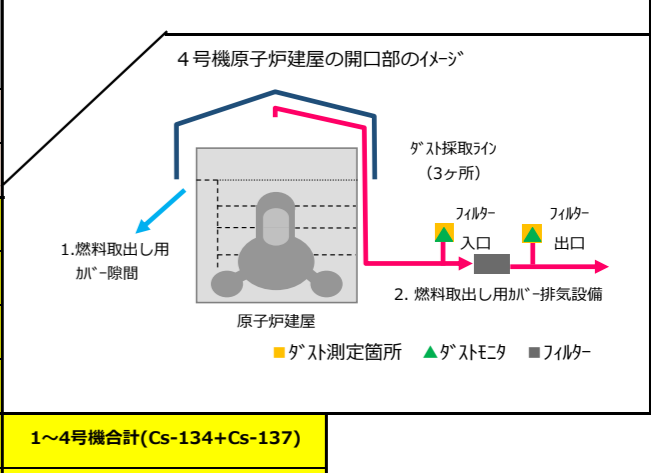 ４号機原子炉建屋の開口部のｲﾒｰｼﾞ
ﾀﾞｽﾄ採取ﾗｲﾝ
(3ヶ所)
ﾌｨﾙﾀｰ
入口
ﾌｨﾙﾀｰ
出口
1.燃料取出し用
ｶﾊﾞｰ隙間
2. 燃料取出し用ｶﾊﾞｰ排気設備
原子炉建屋
■ﾀﾞｽﾄ測定箇所 ▲ﾀﾞｽﾄﾓﾆﾀ ■ﾌｨﾙﾀｰ
1～4号機合計(Cs-134+Cs-137)